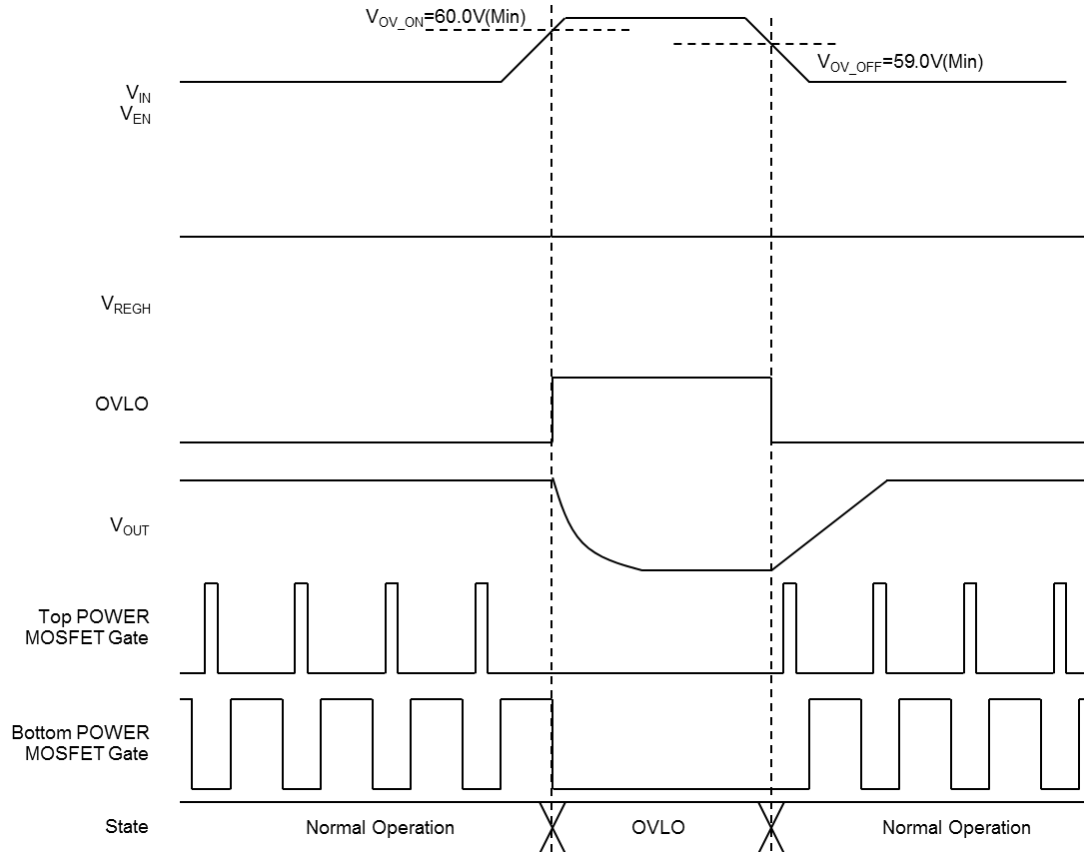 VOV_ON=60.0V(Min)
VOV_OFF=59.0V(Min)
VIN
VEN
VREGH
OVLO
VOUT
Top POWER
MOSFET Gate
Bottom POWER
MOSFET Gate
State
Normal Operation
OVLO
Normal Operation